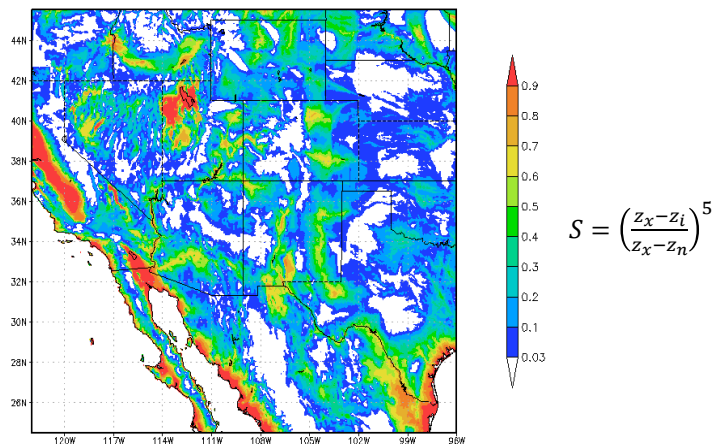 44N
42N
40N
38N
36N
34N
32N
30N
28N
26N
120W 117W 114W 111W 108W 105W 102W 99W 96W
0.9
0.8
0.7
0.6
0.5
0.4
0.3
0.2
0.1
0.03
S = ((z_x−z_i)/(z_x−z_n))^5